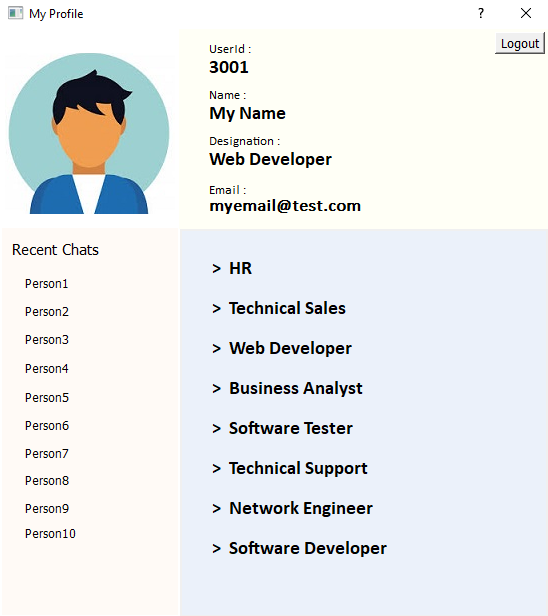 My Profile
?
Logout
UserId :
3001
Name :
My Name
Designation :
Web Developer
Email :
myemail@test.com
Recent Chats
Person1
Person2
Person3
Person4
Person5
Person6
Person7
Person8
Person9
Person10
> HR
> Technical Sales
> Web Developer
> Business Analyst
> Software Tester
> Technical Support
> Network Engineer
> Software Developer